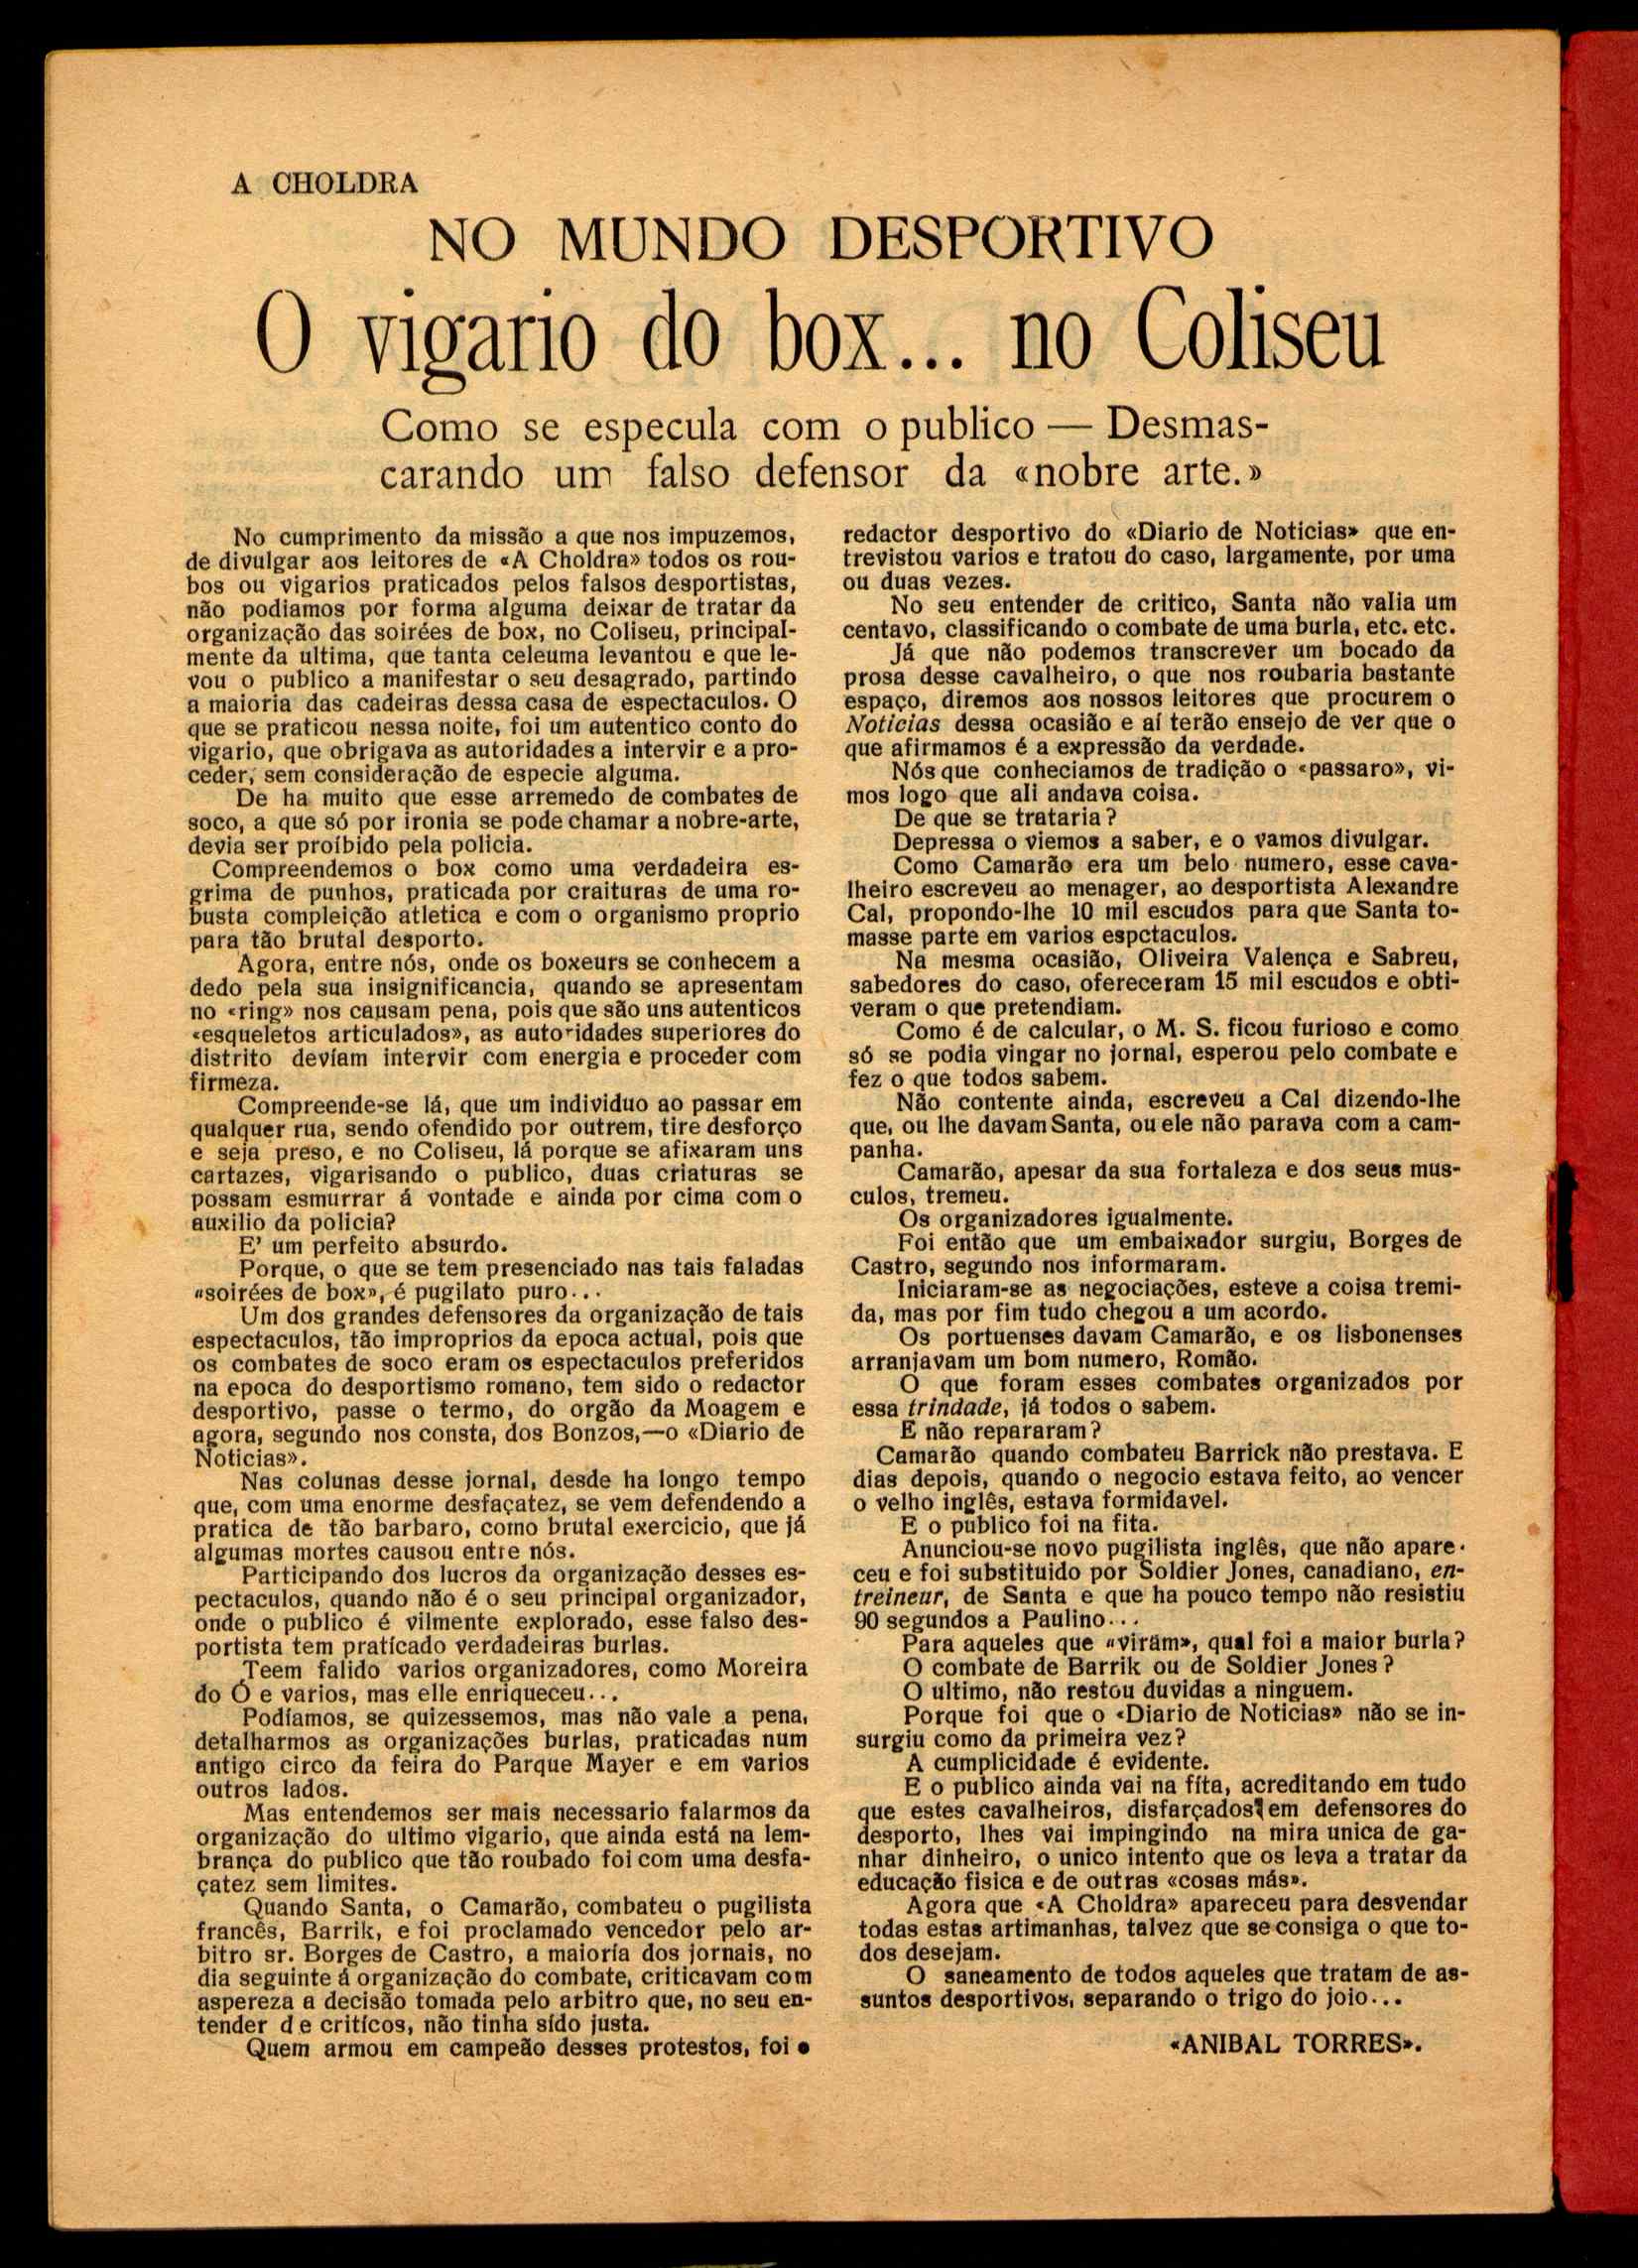 A CHOLDRA
NO MUNDO DESPORTIVO
O vigario do box... no Coliseu
Como se especula com o publico — Desmas-
carando um falso defensor da «nobre arte.»
No cumprimento da missão a que nos impuzemos,
de divulgar aos leitores de «A Choldra» todos os rou-
bos ou vigarios praticados pelos falsos desportistas,
não podiamos por forma alguma deixar de tratar da
organização das soirées de box, no Coliseu, principal-
mente da ultima, que tanta celeuma levantou e que le-
vou o publico a manifestar o seu desagrado, partindo
a maioria das cadeiras dessa casa de espectaculos. O
que se praticou nessa noite, foi um autentico conto do
vigario, que obrigava as autoridades a intervir e a pro-
ceder, sem consideração de especie alguma.
De ha muito que esse arremedo de combates de
soco, a que só por ironia se pode chamar a nobre-arte,
devia ser proíbido pela policia.
Compreendemos o box como uma verdadeira es-
grima de punhos, praticada por craituras de uma ro-
busta compleição atletica e com o organismo proprio
para tão brutal desporto.
Agora, entre nós, onde os boxeurs se conhecem a
dedo pela sua insignificancia, quando se apresentam
no «ring» nos causam pena, pois que são uns autenticos
«esqueletos articulados», as autoridades superiores do
distrito devíam intervir com energia e proceder com
firmeza.
Compreende-se lá, que um individuo ao passar em
qualquer rua, sendo ofendido por outrem, tire desforço
e seja preso, e no Coliseu, lá porque se afixaram uns
cartazes, vigarisando o publico, duas criaturas se
possam esmurrar á vontade e ainda por cima com o
auxilio da policia?
E' um perfeito absurdo.
Porque, o que se tem presenciado nas tais faladas
«soirées de box», é pugilato puro...
Um dos grandes defensores da organização de tais
espectaculos, tão improprios da epoca actual, pois que
os combates de soco eram os espectaculos preferidos
na epoca do desportismo romano, tem sido o redactor
desportivo, passe o termo, do orgão da Moagem e
agora, segundo nos consta, dos Bonzos,—o «Diario de
Noticias».
Nas colunas desse jornal, desde ha longo tempo
que, com uma enorme desfaçatez, se vem defendendo a
pratica de tão barbaro, como brutal exercicio, que já
algumas mortes causou entre nós.
Participando dos lucros da organização desses es-
pectaculos, quando não é o seu principal organizador,
onde o publico é vilmente explorado, esse falso des-
portista tem pratícado verdadeiras burlas.
Teem falido varios organizadores, como Moreira
do Ó e varios, mas elle enriqueceu...
Podíamos, se quizessemos, mas não vale a pena,
detalharmos as organizações burlas, praticadas num
antigo circo da feira do Parque Mayer e em varios
outros lados.
Mas entendemos ser mais necessario falarmos da
organização do ultimo vigario, que ainda está na lem-
brança do publico que tão roubado foi com uma desfa-
çatez sem limites.
Quando Santa, o Camarão, combateu o pugilista
francês, Barrik, e foi proclamado vencedor pelo ar-
bitro sr. Borges de Castro, a maioría dos jornais, no
dia seguinte á organização do combate, criticavam com
aspereza a decisão tomada pelo arbitro que, no seu en-
tender de critícos, não tinha sído justa.
Quem armou em campeão desses protestos, foi o
redactor desportivo do «Diario de Noticias» que en-
trevistou varios e tratou do caso, largamente, por uma
ou duas vezes.
No seu entender de critico, Santa não valia um
centavo, classificando o combate de uma burla, etc. etc.
Já que não podemos transcrever um bocado da
prosa desse cavalheiro, o que nos roubaria bastante
espaço, diremos aos nossos leitores que procurem o
Noticias dessa ocasião e aí terão ensejo de ver que o
que afirmamos é a expressão da verdade.
Nós que conheciamos de tradição o «passaro», vi-
mos logo que ali andava coisa.
De que se trataria?
Depressa o viemos a saber, e o vamos divulgar.
Como Camarão era um belo numero, esse cava-
lheiro escreveu ao menager, ao desportista Alexandre
Cal, propondo-lhe 10 mil escudos para que Santa to-
masse parte em varios espctaculos.
Na mesma ocasião, Oliveira Valença e Sabreu,
sabedores do caso, ofereceram 15 mil escudos e obti-
veram o que pretendiam.
Como é de calcular, o M. S. ficou furioso e como
só se podia vingar no jornal, esperou pelo combate e
fez o que todos sabem.
Não contente ainda, escreveu a Cal dizendo-lhe
que, ou lhe davam Santa, ou ele não parava com a cam-
panha.
Camarão, apesar da sua fortaleza e dos seus mus-
culos, tremeu.
Os organizadores igualmente.
Foi então que um embaixador surgiu, Borges de
Castro, segundo nos informaram.
Iniciaram-se as negociações, esteve a coisa tremi-
da, mas por fim tudo chegou a um acordo.
Os portuenses davam Camarão, e os lisbonenses
arranjavam um bom numero, Romão.
O que foram esses combates organizados por
essa trindade, já todos o sabem.
E não repararam?
Camarão quando combateu Barrick não prestava. E
dias depois, quando o negocio estava feito, ao vencer
o velho inglês, estava formidavel.
E o publico foi na fita.
Anunciou-se novo pugilista inglês, que não apare-
ceu e foi substituido por Soldier Jones, canadiano, en-
treineur, de Santa e que ha pouco tempo não resistiu
90 segundos a Paulino...
Para aqueles que «viram», qual foi a maior burla?
O combate de Barrik ou de Soldier Jones?
O ultimo, não restou duvidas a ninguem.
Porque foi que o «Diario de Noticias» não se in-
surgiu como da primeira vez?
A cumplicidade é evidente.
E o publico ainda vai na fita, acreditando em tudo
que estes cavalheiros, disfarçados em defensores do
desporto, lhes vai impingindo na mira unica de ga-
nhar dinheiro, o unico intento que os leva a tratar da
educação fisica e de outras «cosas más».
Agora que «A Choldra» apareceu para desvendar
todas estas artimanhas, talvez que se consiga o que to-
dos desejam.
O saneamento de todos aqueles que tratam de as-
suntos desportivos, separando o trigo do joio...
«ANIBAL TORRES».